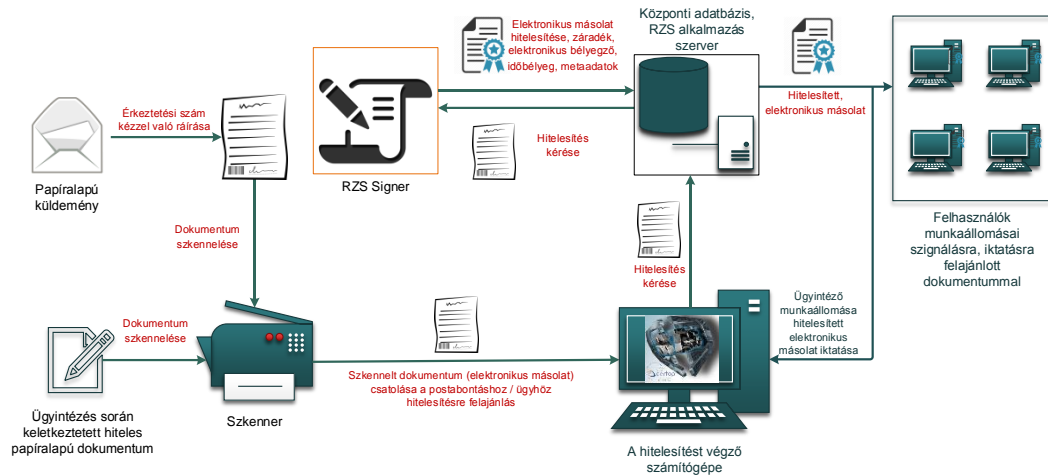 Elektronikus másolat
hitelesítése, záradék,
elektronikus bélyegző,
időbélyeg, metaadatok
Központi adatbázis,
RZS alkalmazás
szerver
Érkeztetési szám
kézzel való ráírása
Hitelesített,
elektronikus másolat
Hitelesítés
kérése
Papíralapú
küldemény
RZS Signer
Felhasználók
munkaállomásai
szignálásra, iktatásra
felajánlott
dokumentummal
Dokumentum
szkennelése
Hitelesítés
kérése
Ügyintéző
munkaállomása
hitelesített
elektronikus
másolat iktatása
Dokumentum
szkennelése
Szkennelt dokumentum (elektronikus másolat)
csatolása a postabontáshoz / ügyhöz
hitelesítésre felajánlás
Ügyintézés során
keletkeztetett hiteles
papíralapú dokumentum
Szkenner
A hitelesítést végző
számítógépe